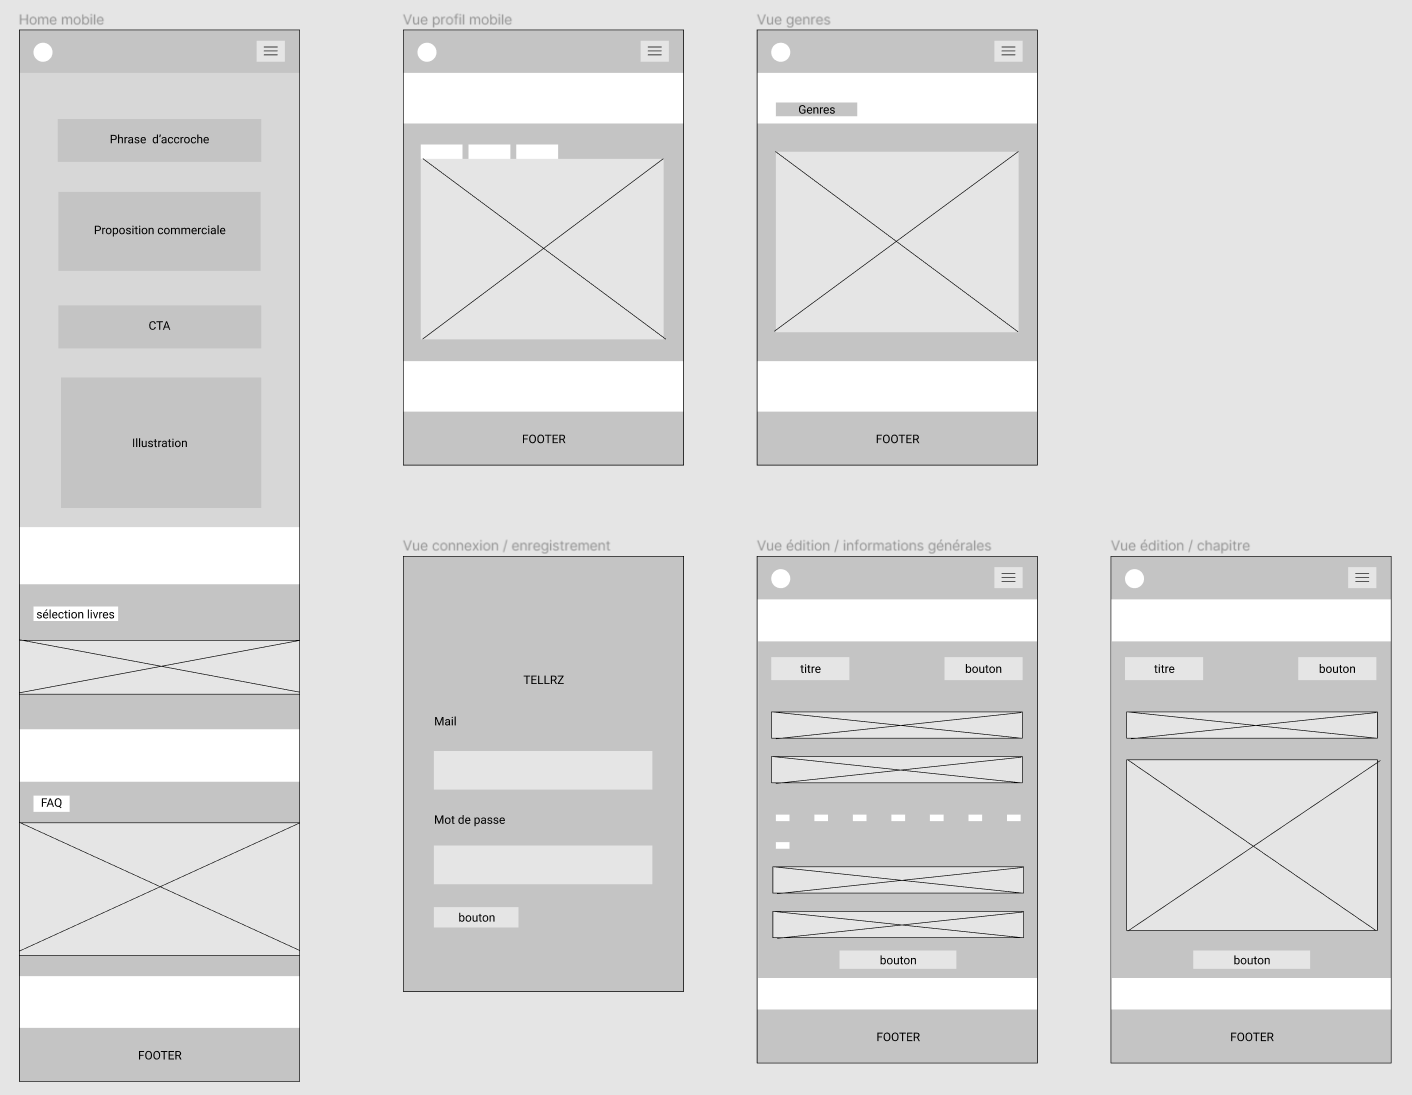 Home mobile
Phrase d'accroche
Proposition commerciale
CTA
Illustration
sélection livres
FAQ
FOOTER
Vue profil mobile
FOOTER
Vue genres
Genres
FOOTER
Vue connexion / enregistrement
TELLRZ
Mail
Mot de passe
bouton
Vue édition / informations générales
titre
bouton
bouton
FOOTER
Vue édition / chapitre
titre
bouton
bouton
FOOTER